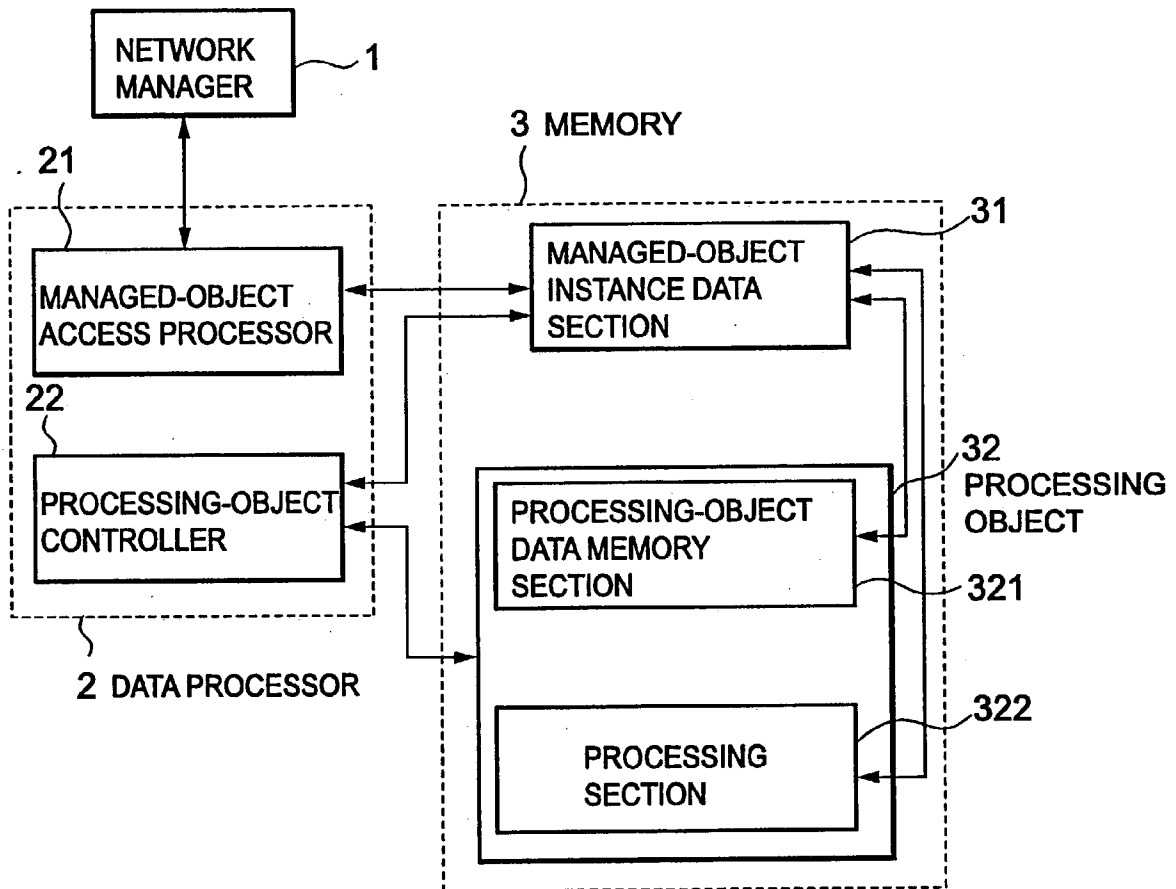 NETWORK
MANAGER
1
3 MEMORY
21
31
MANAGED-OBJECT
ACCESS PROCESSOR
MANAGED-OBJECT
INSTANCE DATA
SECTION
22
32
PROCESSING
OBJECT
PROCESSING-OBJECT
CONTROLLER
PROCESSING-OBJECT
DATA MEMORY
SECTION
321
2 DATA PROCESSOR
322
PROCESSING
SECTION